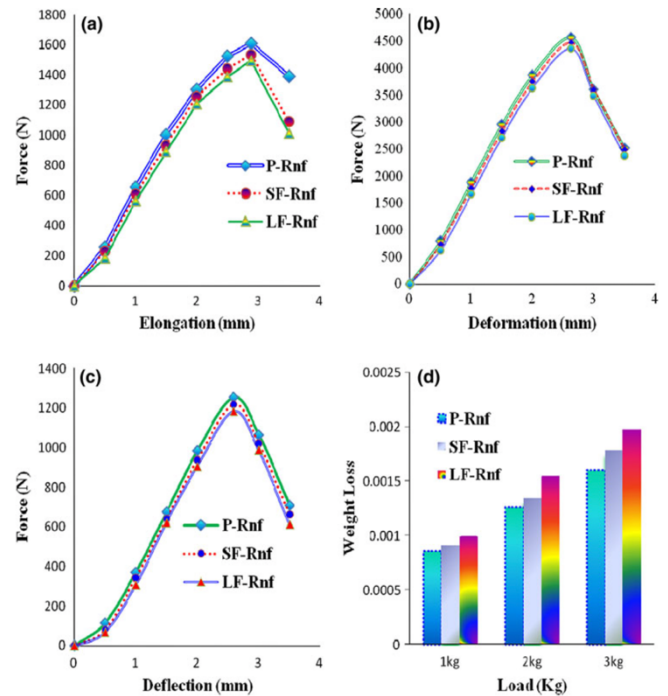 (a)
1800
1600
1400
1200
1000
800
600
400
200
0
Force (N)
P-Rnf
SF-Rnf
LF-Rnf
0 1 2 3 4
Elongation (mm)
(b)
5000
4500
4000
3500
3000
2500
2000
1500
1000
500
0
Force (N)
P-Rnf
SF-Rnf
LF-Rnf
0 1 2 3 4
Deformation (mm)
(c)
1400
1200
1000
800
600
400
200
0
Force (N)
P-Rnf
SF-Rnf
LF-Rnf
0 1 2 3 4
Deflection (mm)
(d)
0.0025
0.002
0.0015
0.001
0.0005
0
Weight Loss
P-Rnf
SF-Rnf
LF-Rnf
1kg 2kg 3kg
Load (Kg)